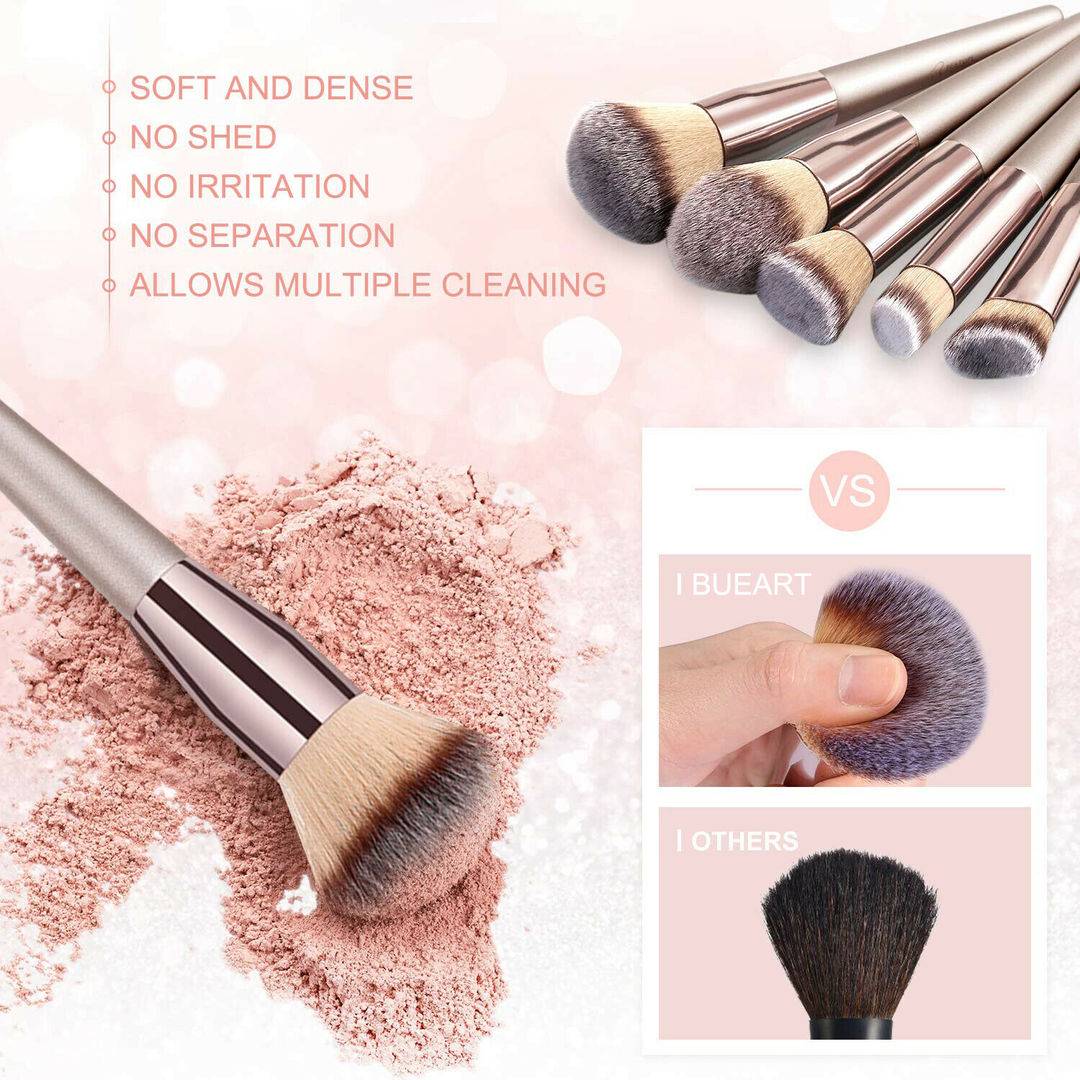 SOFT AND DENSE
NO SHED
NO IRRITATION
NO SEPARATION
ALLOWS MULTIPLE CLEANING
VS
| BUEART
| OTHERS